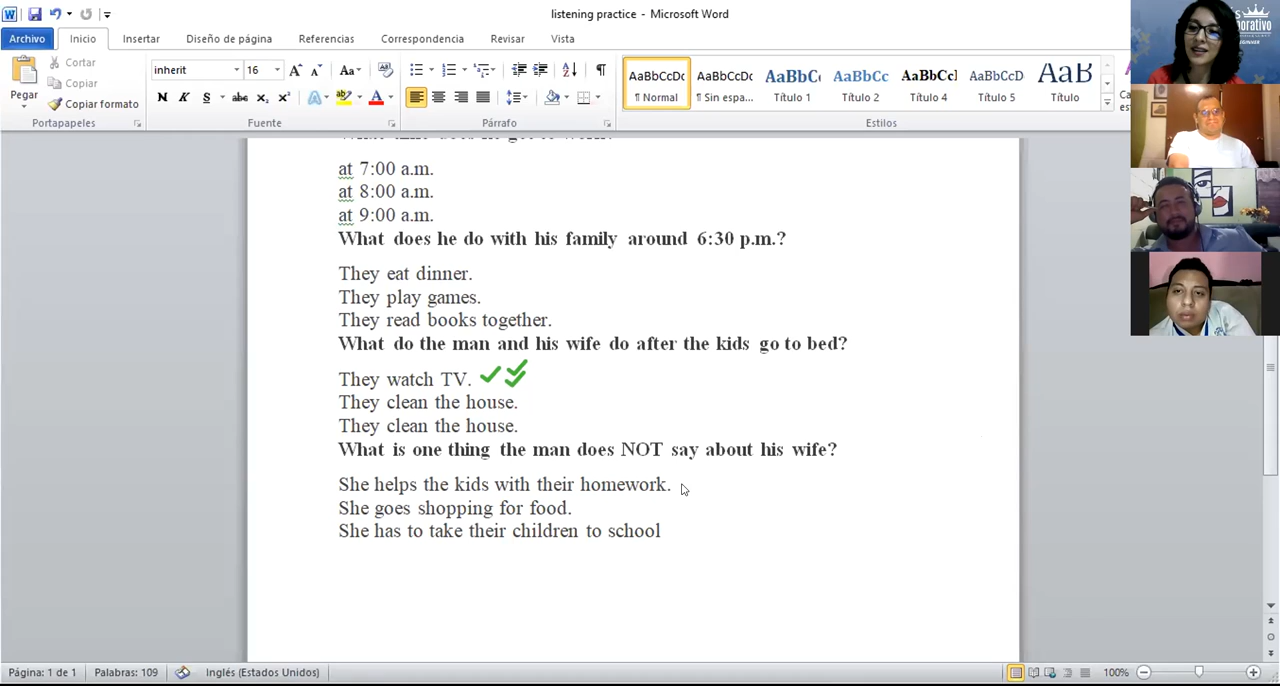 listening practice - Microsoft Word
Archivo Inicio Insertar Diseño de página Referencias Correspondencia Revisar Vista
Pegar
Cortar
Copiar
Copiar formato
Portapapeles
inherit 16
N K S abc x₂ x²
Fuente
Párrafo
AaBbCcDc AaBbCcDc AaBbC AaBbCc AaBbCcI AaBbCcD AaB
¶ Normal ¶ Sin espa... Título 1 Título 2 Título 4 Título 5 Título
Estilos
at 7:00 a.m.
at 8:00 a.m.
at 9:00 a.m.
What does he do with his family around 6:30 p.m.?
They eat dinner.
They play games.
They read books together.
What do the man and his wife do after the kids go to bed?
They watch TV.
They clean the house.
They clean the house.
What is one thing the man does NOT say about his wife?
She helps the kids with their homework.
She goes shopping for food.
She has to take their children to school
Página: 1 de 1 Palabras: 109 Inglés (Estados Unidos) 100%